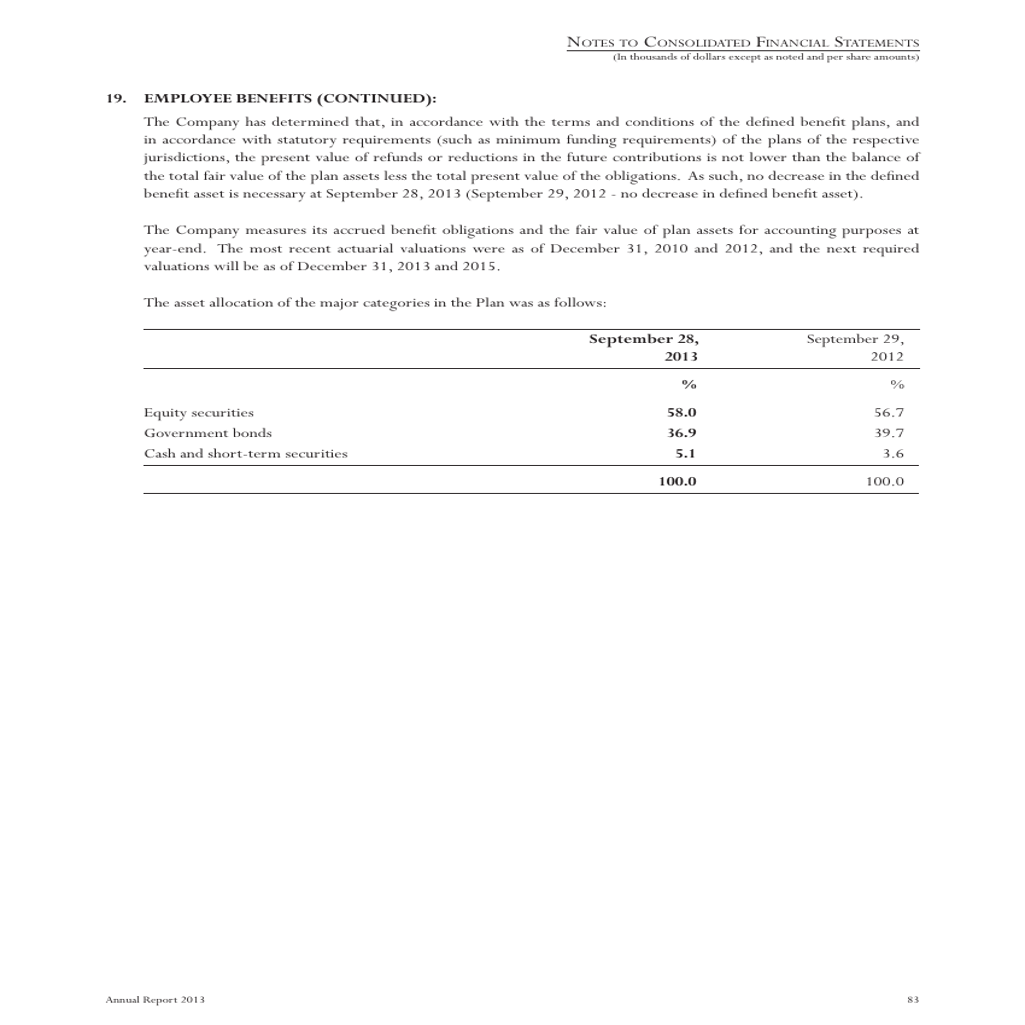 NOTES TO CONSOLIDATED FINANCIAL STATEMENTS
(In thousands of dollars except as noted and per share amounts)
19. EMPLOYEE BENEFITS (CONTINUED):
The Company has determined that, in accordance with the terms and conditions of the defined benefit plans, and
in accordance with statutory requirements (such as minimum funding requirements) of the plans of the respective
jurisdictions, the present value of refunds or reductions in the future contributions is not lower than the balance of
the total fair value of the plan assets less the total present value of the obligations. As such, no decrease in the defined
benefit asset is necessary at September 28, 2013 (September 29, 2012 - no decrease in defined benefit asset).
The Company measures its accrued benefit obligations and the fair value of plan assets for accounting purposes at
year-end. The most recent actuarial valuations were as of December 31, 2010 and 2012, and the next required
valuations will be as of December 31, 2013 and 2015.
The asset allocation of the major categories in the Plan was as follows:
September 28, September 29,
2013 2012
% %
Equity securities 58.0 56.7
Government bonds 36.9 39.7
Cash and short-term securities 5.1 3.6
100.0 100.0
Annual Report 2013 83